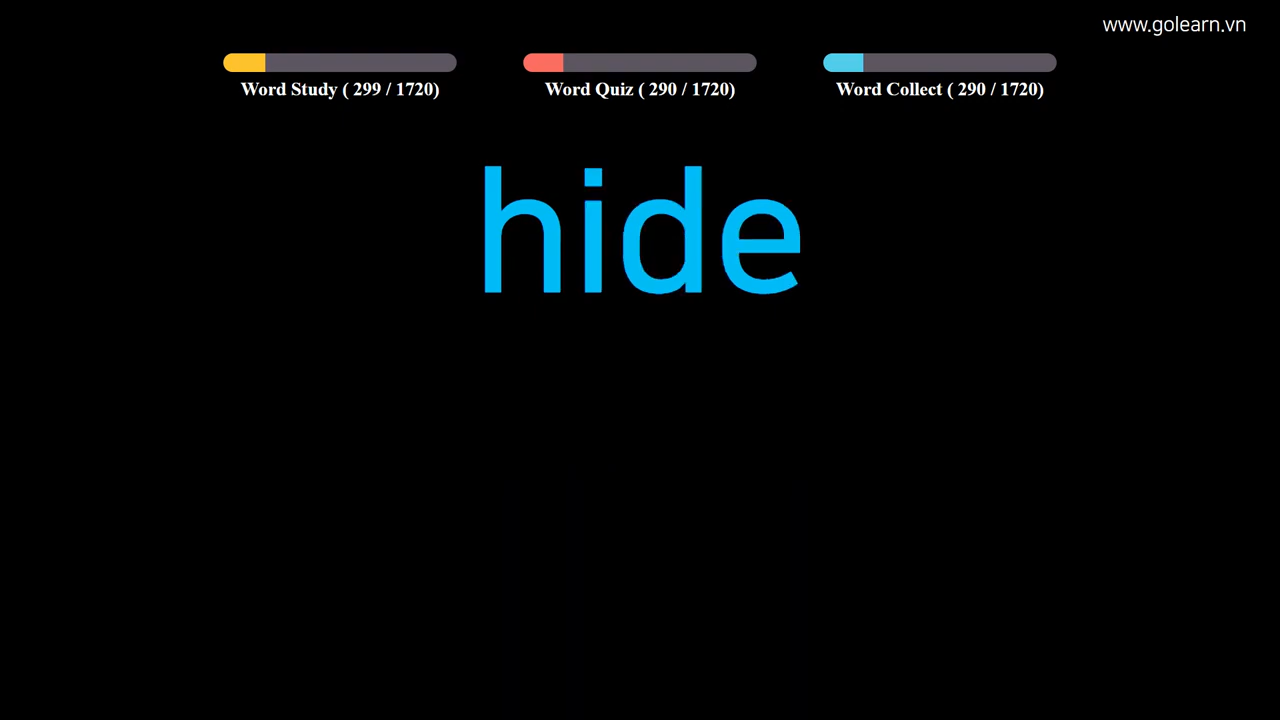 www.golearn.vn
Word Study ( 299 / 1720)
Word Quiz ( 290 / 1720)
Word Collect ( 290 / 1720)
hide